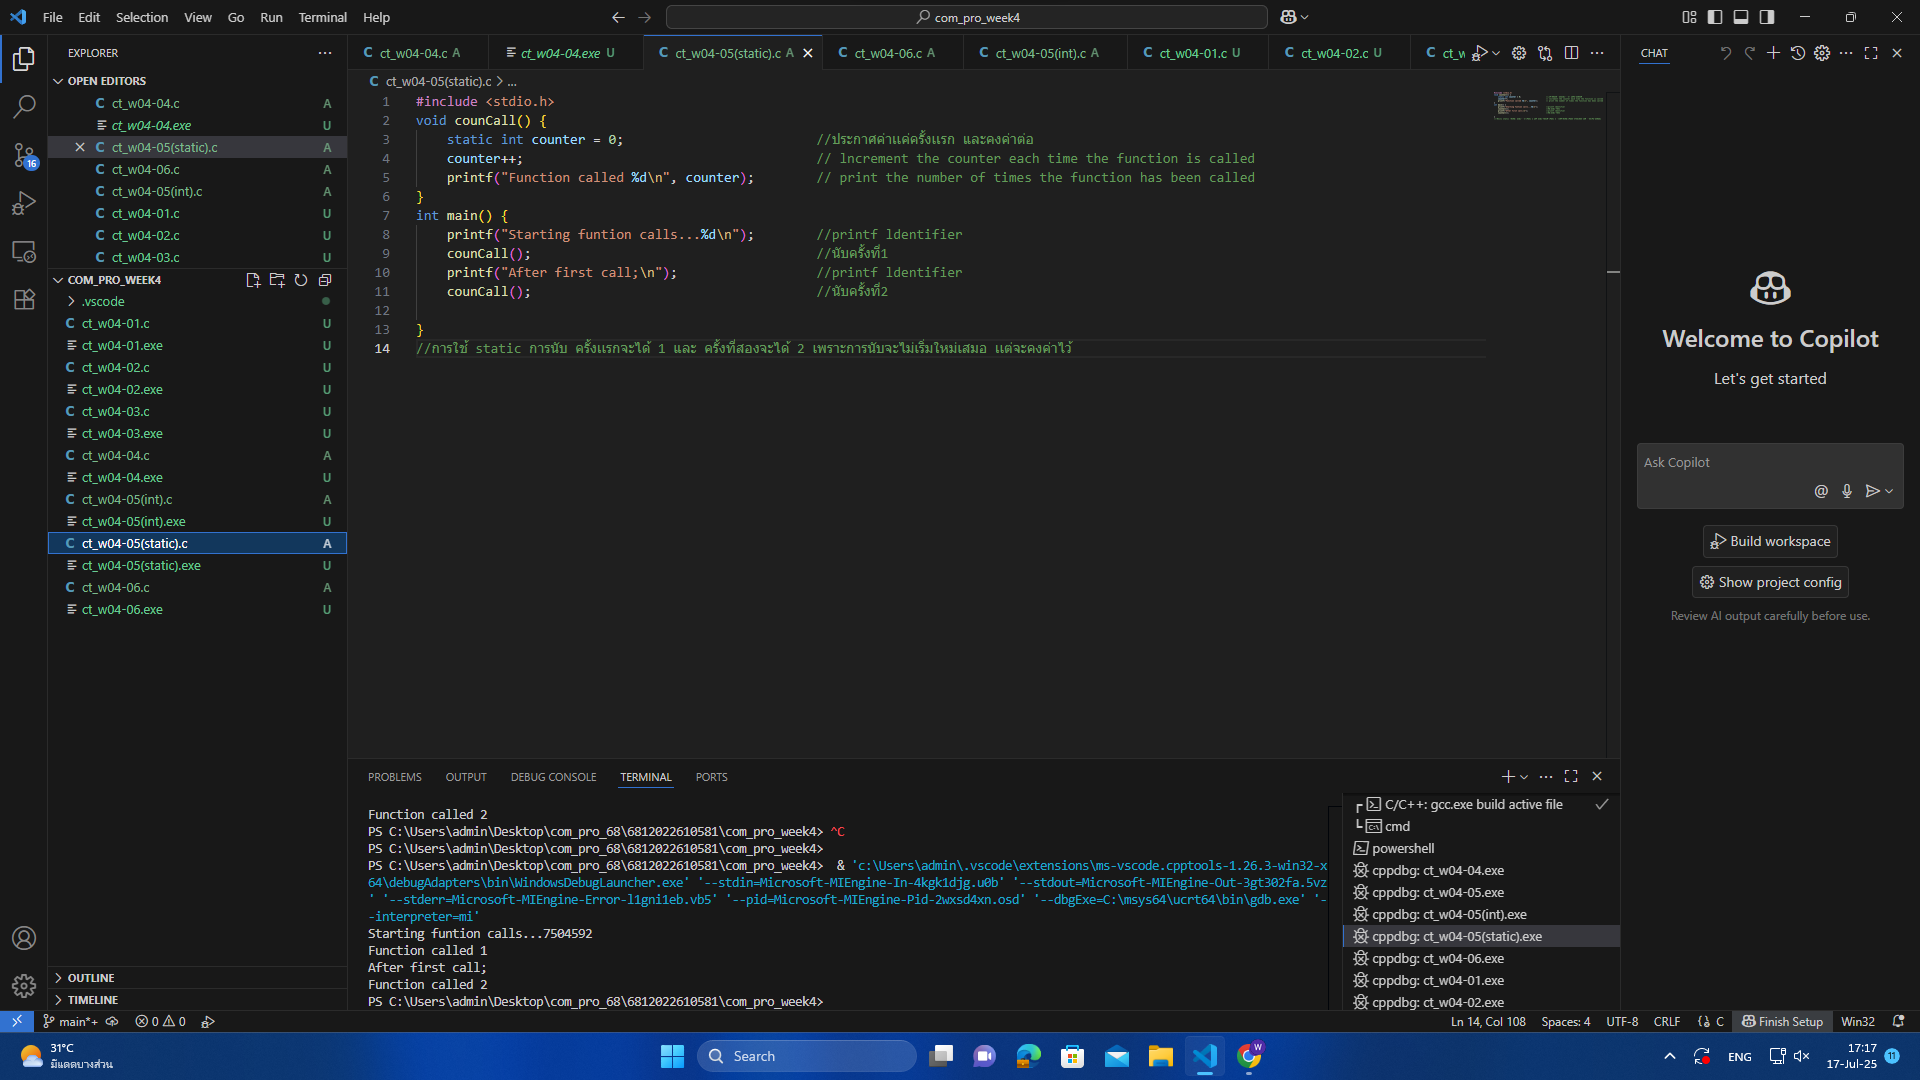 File Edit Selection View Go Run Terminal Help
com_pro_week4
EXPLORER
OPEN EDITORS
ct_w04-04.c A
ct_w04-04.exe U
ct_w04-05(static).c A
ct_w04-06.c A
ct_w04-05(int).c A
ct_w04-01.c U
ct_w04-02.c U
ct_w04-03.c U
16
COM_PRO_WEEK4
.vscode
ct_w04-01.c U
ct_w04-01.exe U
ct_w04-02.c U
ct_w04-02.exe U
ct_w04-03.c U
ct_w04-03.exe U
ct_w04-04.c A
ct_w04-04.exe U
ct_w04-05(int).c A
ct_w04-05(int).exe U
ct_w04-05(static).c A
ct_w04-05(static).exe U
ct_w04-06.c A
ct_w04-06.exe U
OUTLINE
TIMELINE
ct_w04-04.c A ct_w04-04.exe U ct_w04-05(static).c A ct_w04-06.c A ct_w04-05(int).c A ct_w04-01.c U ct_w04-02.c U ct_w
ct_w04-05(static).c > ...
1 #include <stdio.h>
2 void counCall() {
3 static int counter = 0; //ประกาศค่าแค่ครั้งแรก และคงค่าต่อ
4 counter++; // lncrement the counter each time the function is called
5 printf("Function called %d\n", counter); // print the number of times the function has been called
6 }
7 int main() {
8 printf("Starting funtion calls...%d\n"); //printf ldentifier
9 counCall(); //นับครั้งที่1
10 printf("After first call;\n"); //printf ldentifier
11 counCall(); //นับครั้งที่2
12
13 }
14 //การใช้ static การนับ ครั้งแรกจะได้ 1 และ ครั้งที่สองจะได้ 2 เพราะการนับจะไม่เริ่มใหม่เสมอ แต่จะคงค่าไว้
PROBLEMS OUTPUT DEBUG CONSOLE TERMINAL PORTS
Function called 2
PS C:\Users\admin\Desktop\com_pro_68\6812022610581\com_pro_week4> ^C
PS C:\Users\admin\Desktop\com_pro_68\6812022610581\com_pro_week4>
PS C:\Users\admin\Desktop\com_pro_68\6812022610581\com_pro_week4> & 'c:\Users\admin\.vscode\extensions\ms-vscode.cpptools-1.26.3-win32-x
64\debugAdapters\bin\WindowsDebugLauncher.exe' '--stdin=Microsoft-MIEngine-In-4kgk1djg.u0b' '--stdout=Microsoft-MIEngine-Out-3gt302fa.5vz
' '--stderr=Microsoft-MIEngine-Error-l1gni1eb.vb5' '--pid=Microsoft-MIEngine-Pid-2wxsd4xn.osd' '--dbgExe=C:\msys64\ucrt64\bin\gdb.exe' '-
-interpreter=mi'
Starting funtion calls...7504592
Function called 1
After first call;
Function called 2
PS C:\Users\admin\Desktop\com_pro_68\6812022610581\com_pro_week4>
C/C++: gcc.exe build active file
cmd
powershell
cppdbg: ct_w04-04.exe
cppdbg: ct_w04-05.exe
cppdbg: ct_w04-05(int).exe
cppdbg: ct_w04-05(static).exe
cppdbg: ct_w04-06.exe
cppdbg: ct_w04-01.exe
cppdbg: ct_w04-02.exe
CHAT
Welcome to Copilot
Let's get started
Ask Copilot
Build workspace
Show project config
Review AI output carefully before use.
main*+ 0 0
Ln 14, Col 108 Spaces: 4 UTF-8 CRLF C Finish Setup Win32
31°C
มีแดดบางส่วน
Search
W
ENG
17:17
17-Jul-25
11